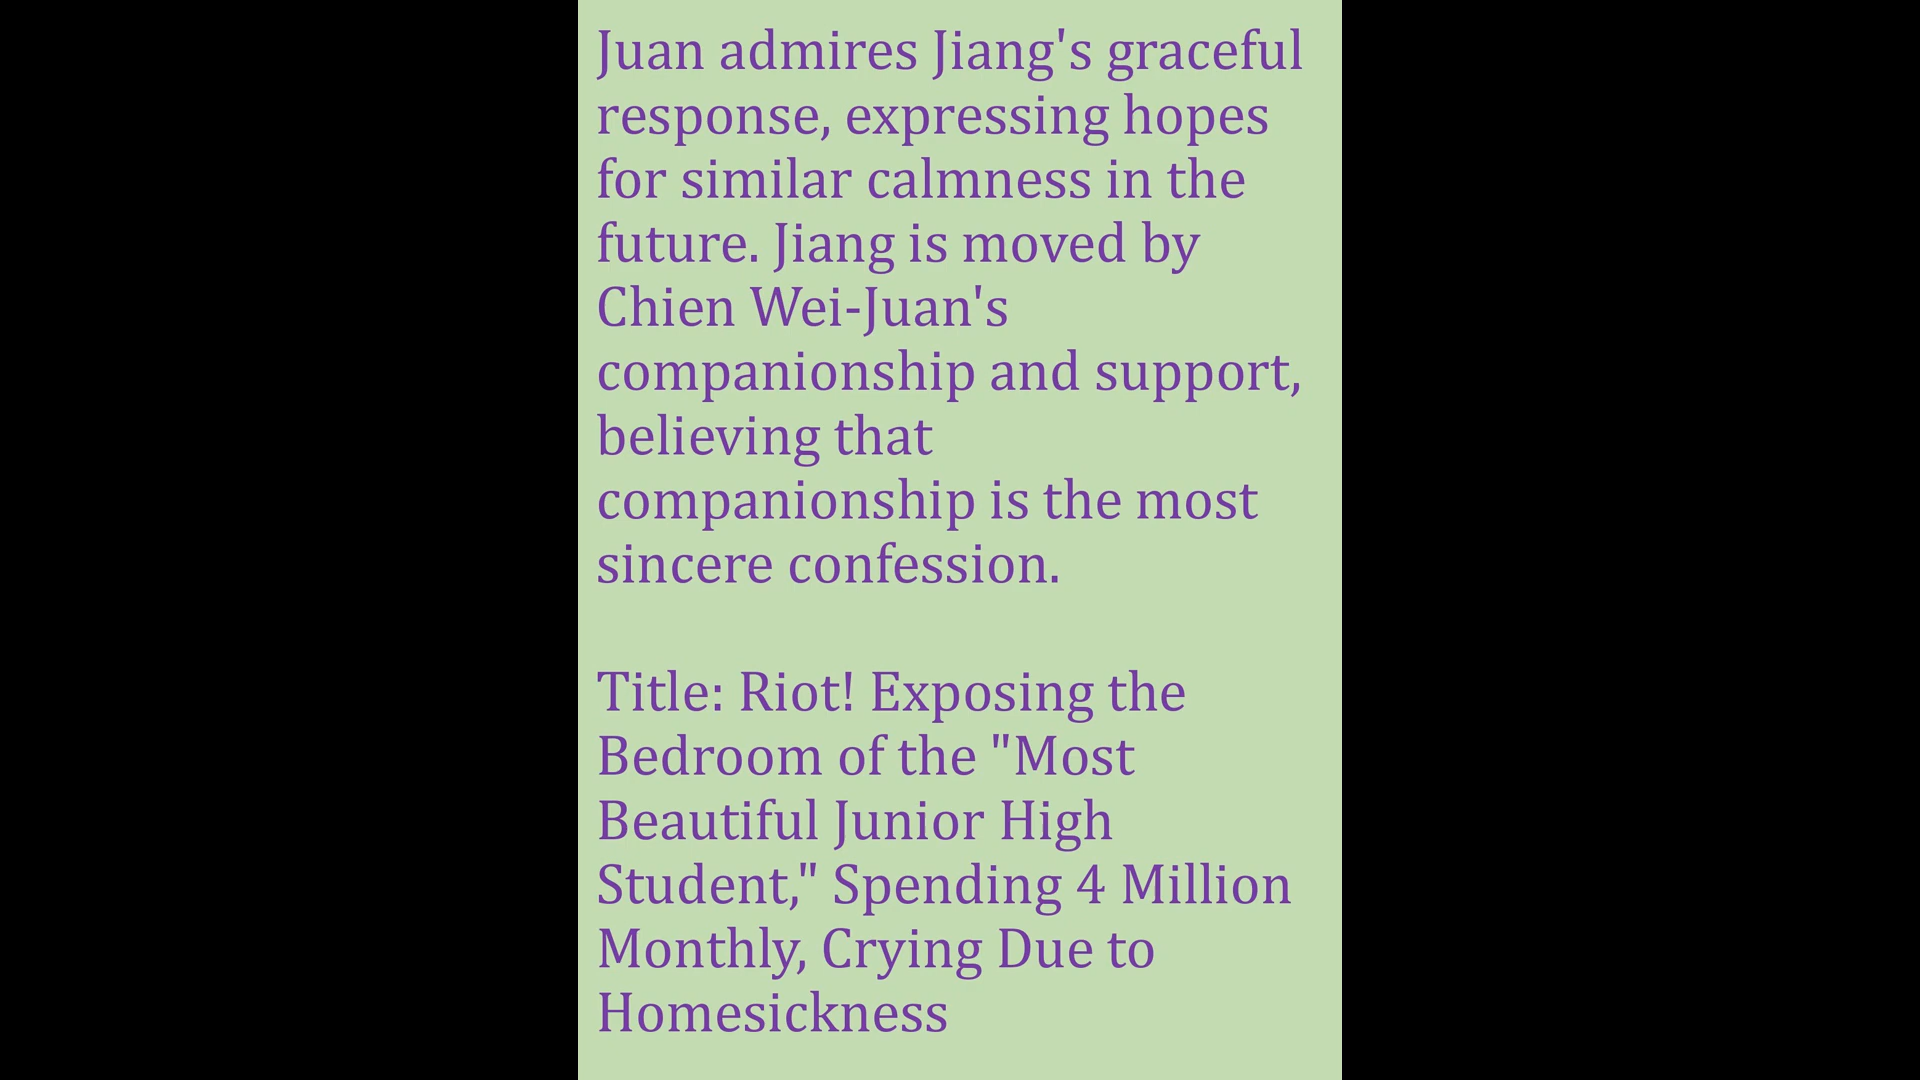 Juan admires Jiang's graceful
response, expressing hopes
for similar calmness in the
future. Jiang is moved by
Chien Wei-Juan's
companionship and support,
believing that
companionship is the most
sincere confession.
Title: Riot! Exposing the
Bedroom of the "Most
Beautiful Junior High
Student," Spending 4 Million
Monthly, Crying Due to
Homesickness